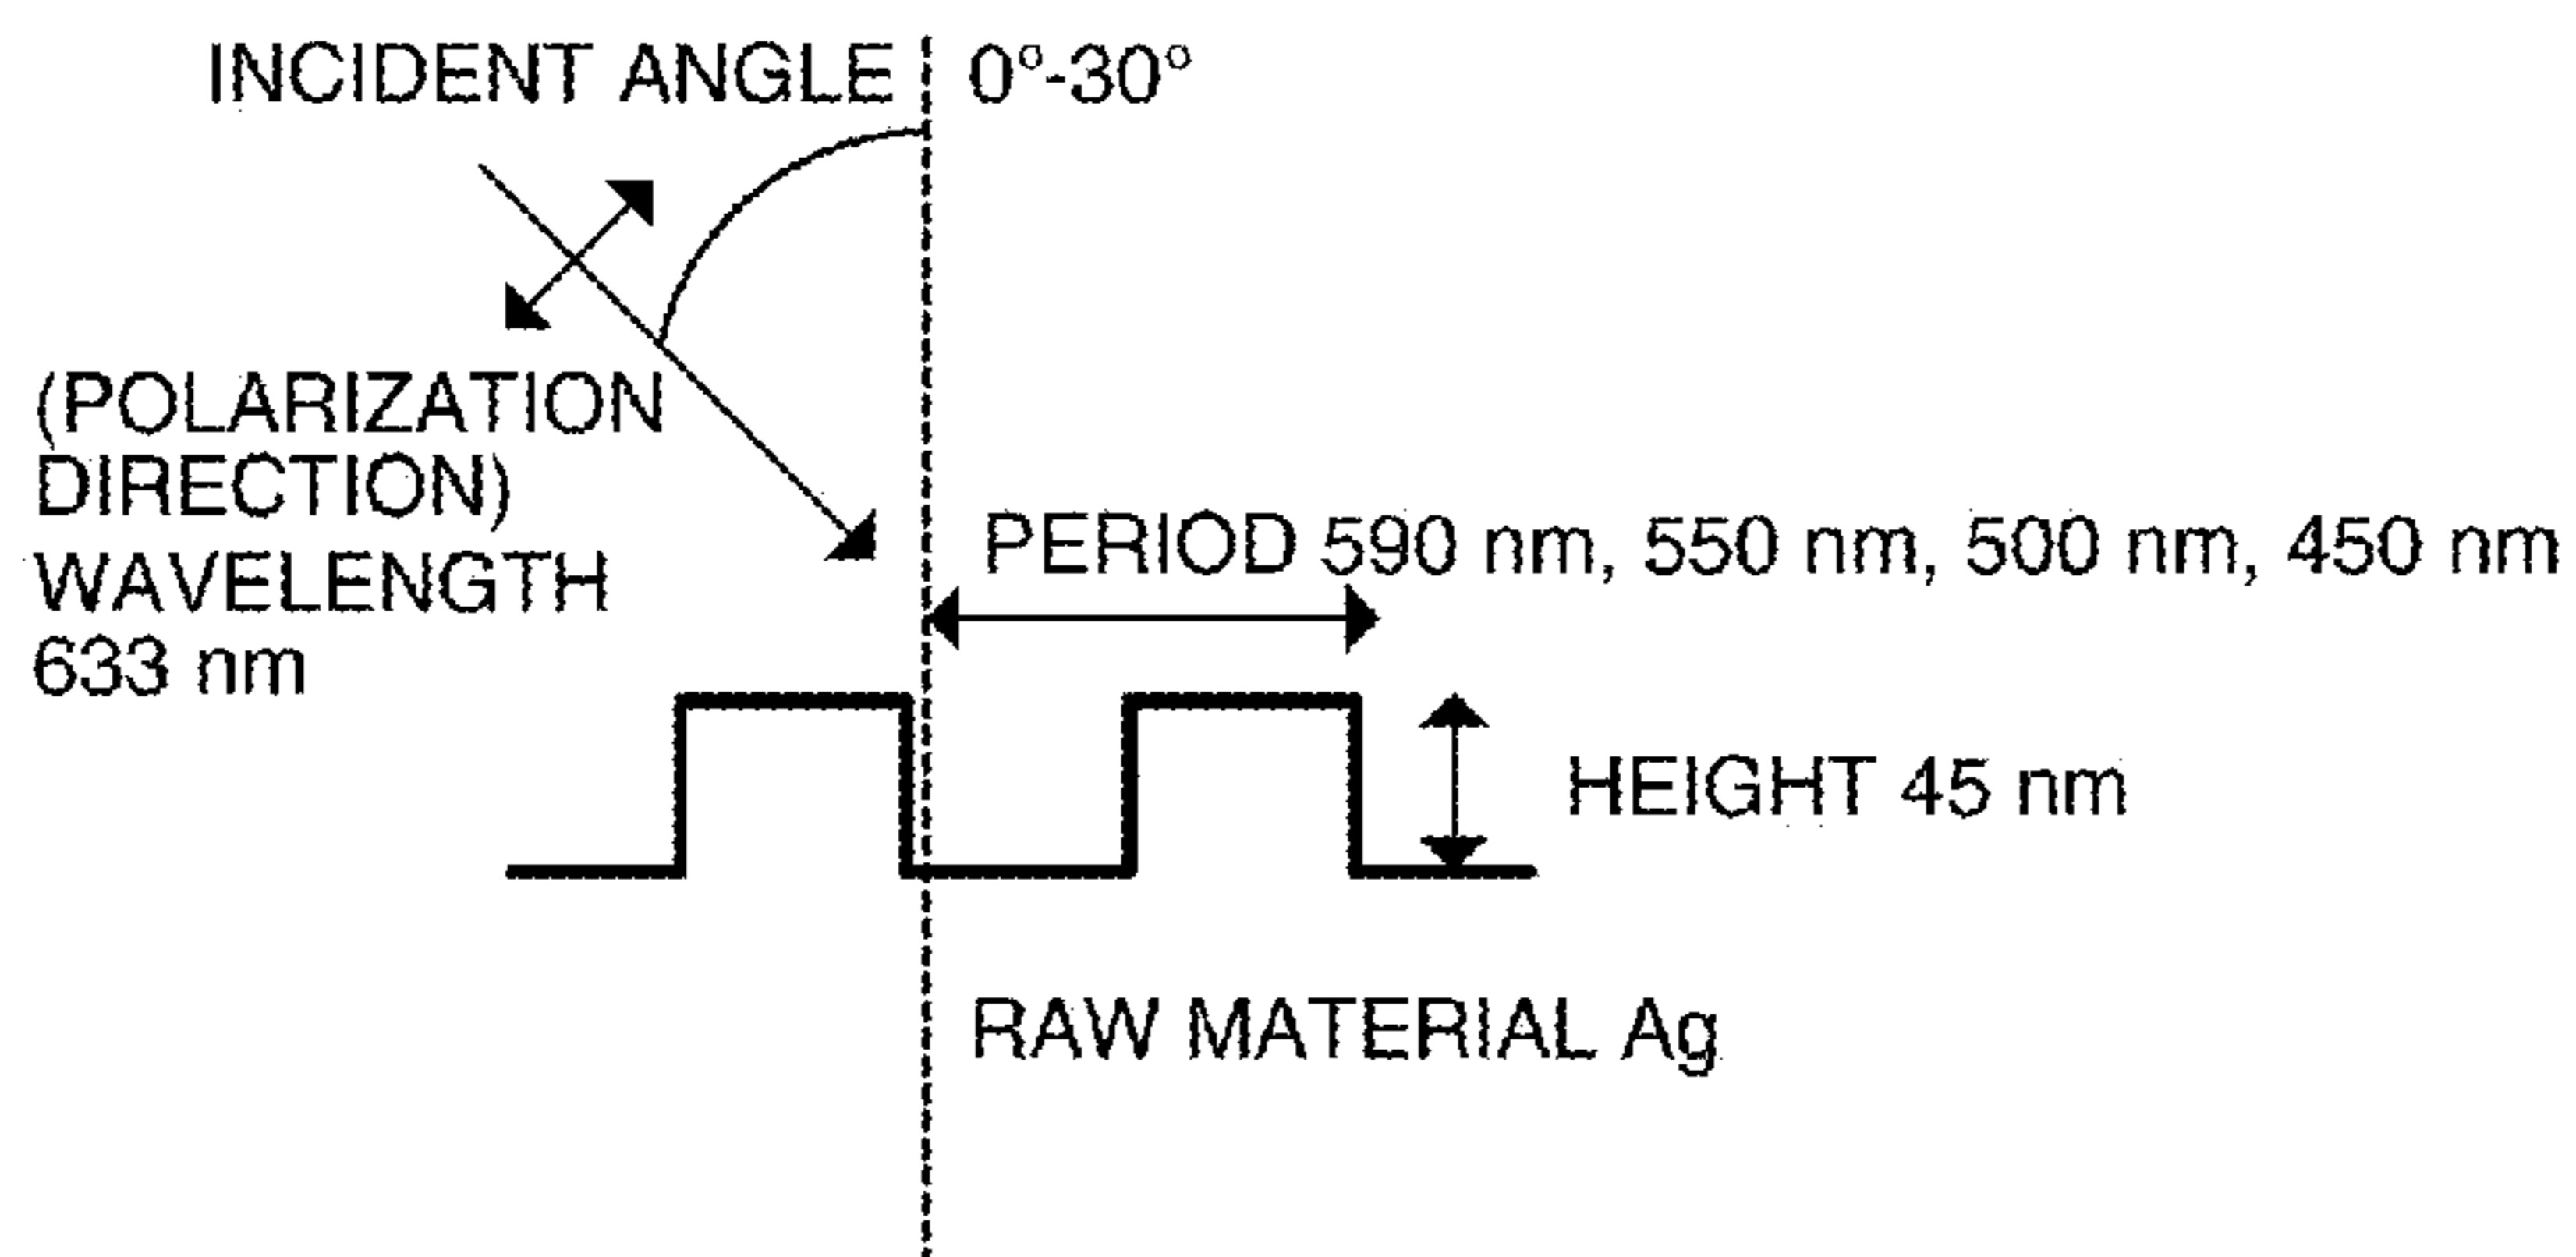 INCIDENT ANGLE 0°-30°
(POLARIZATION
DIRECTION)
WAVELENGTH
633 nm
PERIOD 590 nm, 550 nm, 500 nm, 450 nm
HEIGHT 45 nm
RAW MATERIAL Ag